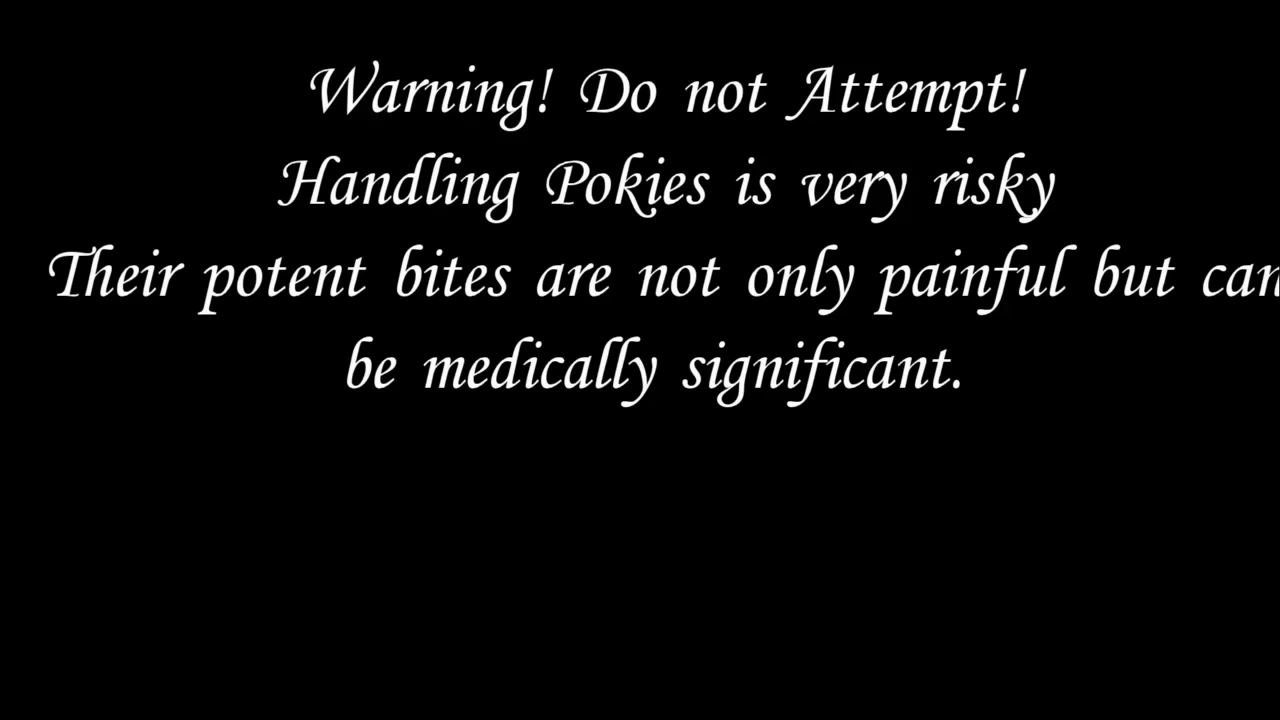 Warning! Do not Attempt!
Handling Pokies is very risky
Their potent bites are not only painful but can
be medically significant.